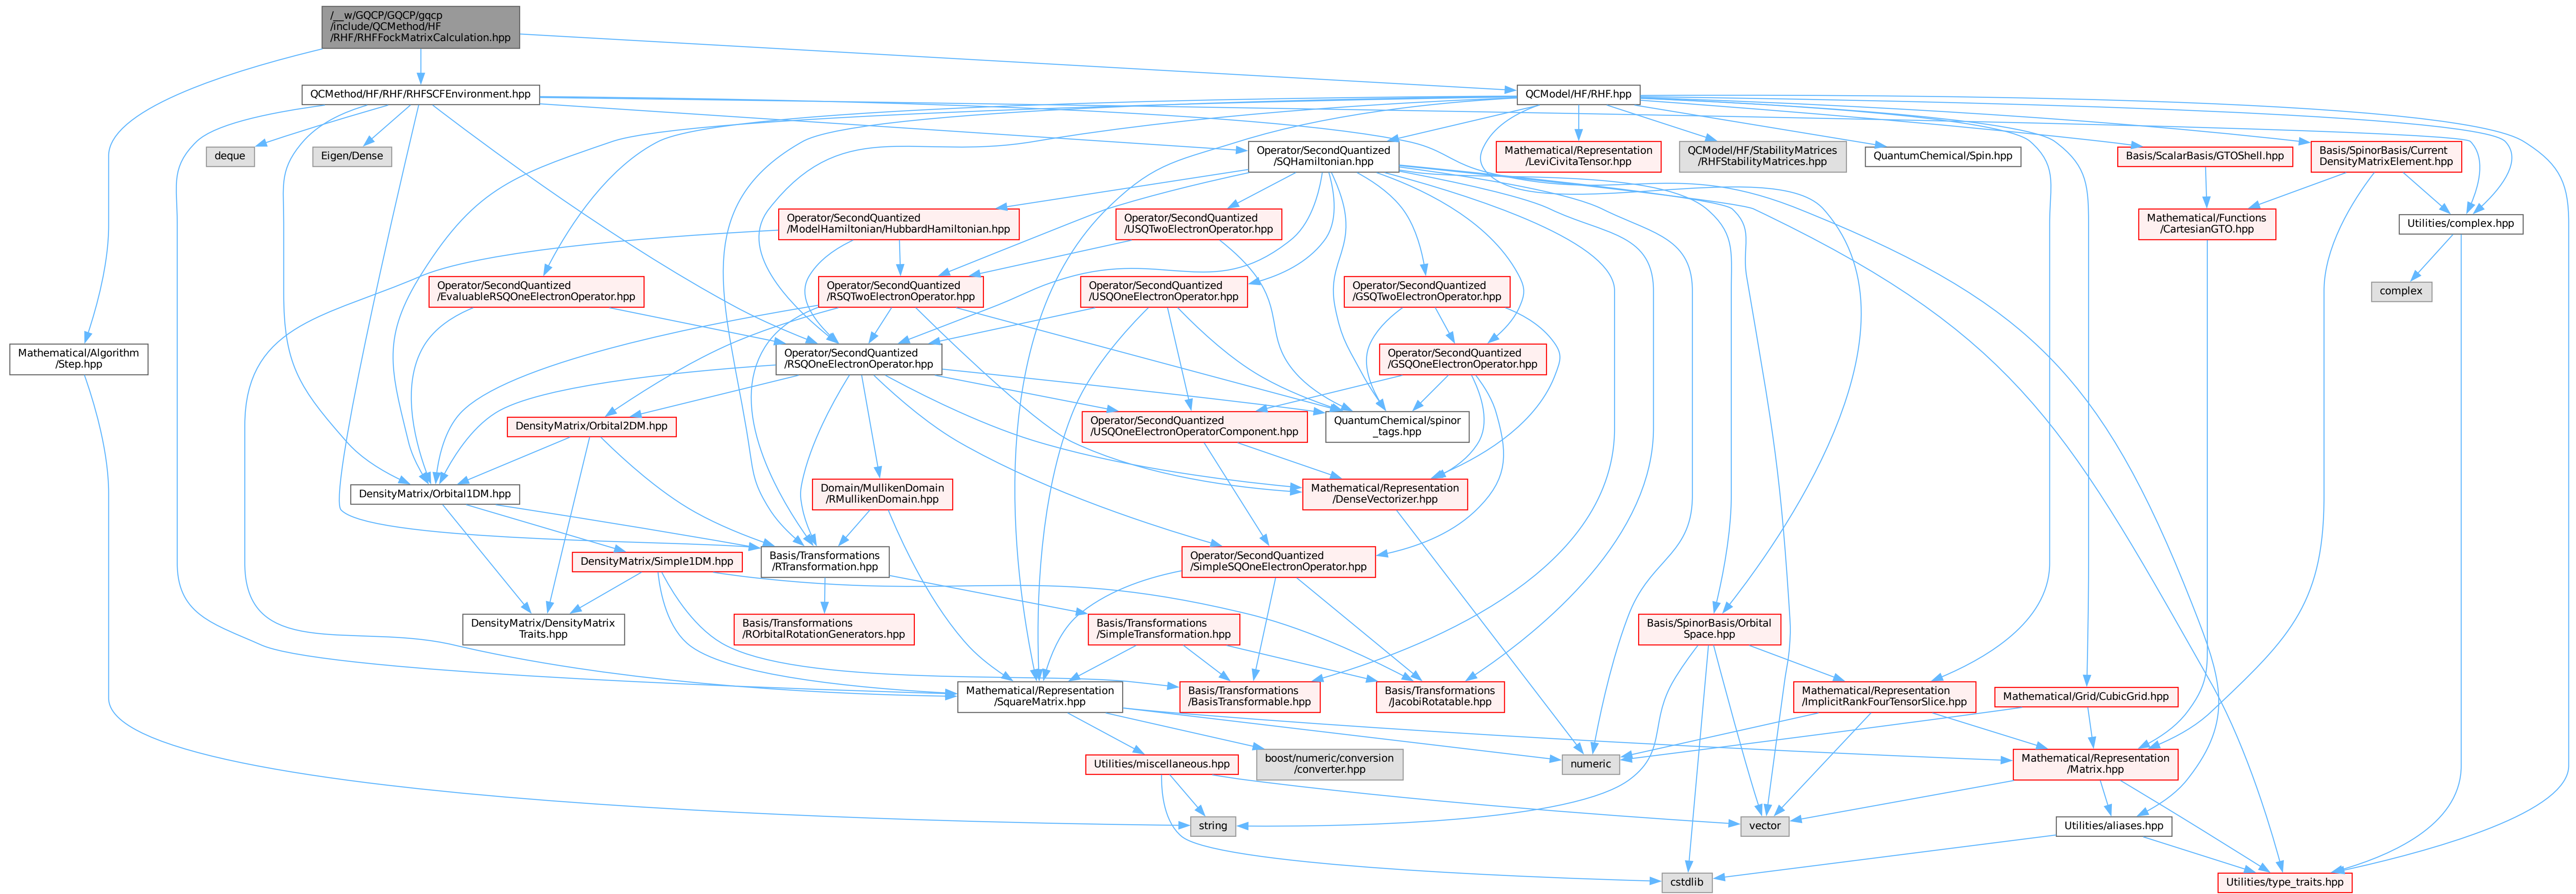 /__w/GQCP/GQCP/gqcp
/include/QCMethod/HF
/RHF/RHFFockMatrixCalculation.hpp
QCMethod/HF/RHF/RHFSCFEnvironment.hpp
QCModel/HF/RHF.hpp
deque
Eigen/Dense
Operator/SecondQuantized
/SQHamiltonian.hpp
Mathematical/Representation
/LeviCivitaTensor.hpp
QCModel/HF/StabilityMatrices
/RHFStabilityMatrices.hpp
QuantumChemical/Spin.hpp
Basis/ScalarBasis/GTOShell.hpp
Basis/SpinorBasis/Current
DensityMatrixElement.hpp
Operator/SecondQuantized
/ModelHamiltonian/HubbardHamiltonian.hpp
Operator/SecondQuantized
/USQTwoElectronOperator.hpp
Mathematical/Functions
/CartesianGTO.hpp
Utilities/complex.hpp
Operator/SecondQuantized
/EvaluableRSQOneElectronOperator.hpp
Operator/SecondQuantized
/RSQTwoElectronOperator.hpp
Operator/SecondQuantized
/USQOneElectronOperator.hpp
Operator/SecondQuantized
/GSQTwoElectronOperator.hpp
complex
Mathematical/Algorithm
/Step.hpp
Operator/SecondQuantized
/RSQOneElectronOperator.hpp
Operator/SecondQuantized
/GSQOneElectronOperator.hpp
DensityMatrix/Orbital2DM.hpp
Operator/SecondQuantized
/USQOneElectronOperatorComponent.hpp
QuantumChemical/spinor
_tags.hpp
DensityMatrix/Orbital1DM.hpp
Domain/MullikenDomain
/RMullikenDomain.hpp
Mathematical/Representation
/DenseVectorizer.hpp
DensityMatrix/Simple1DM.hpp
Basis/Transformations
/RTransformation.hpp
Operator/SecondQuantized
/SimpleSQOneElectronOperator.hpp
DensityMatrix/DensityMatrix
Traits.hpp
Basis/Transformations
/ROrbitalRotationGenerators.hpp
Basis/Transformations
/SimpleTransformation.hpp
Basis/SpinorBasis/Orbital
Space.hpp
Mathematical/Representation
/SquareMatrix.hpp
Basis/Transformations
/BasisTransformable.hpp
Basis/Transformations
/JacobiRotatable.hpp
Mathematical/Representation
/ImplicitRankFourTensorSlice.hpp
Mathematical/Grid/CubicGrid.hpp
Utilities/miscellaneous.hpp
boost/numeric/conversion
/converter.hpp
numeric
Mathematical/Representation
/Matrix.hpp
string
vector
Utilities/aliases.hpp
cstdlib
Utilities/type_traits.hpp